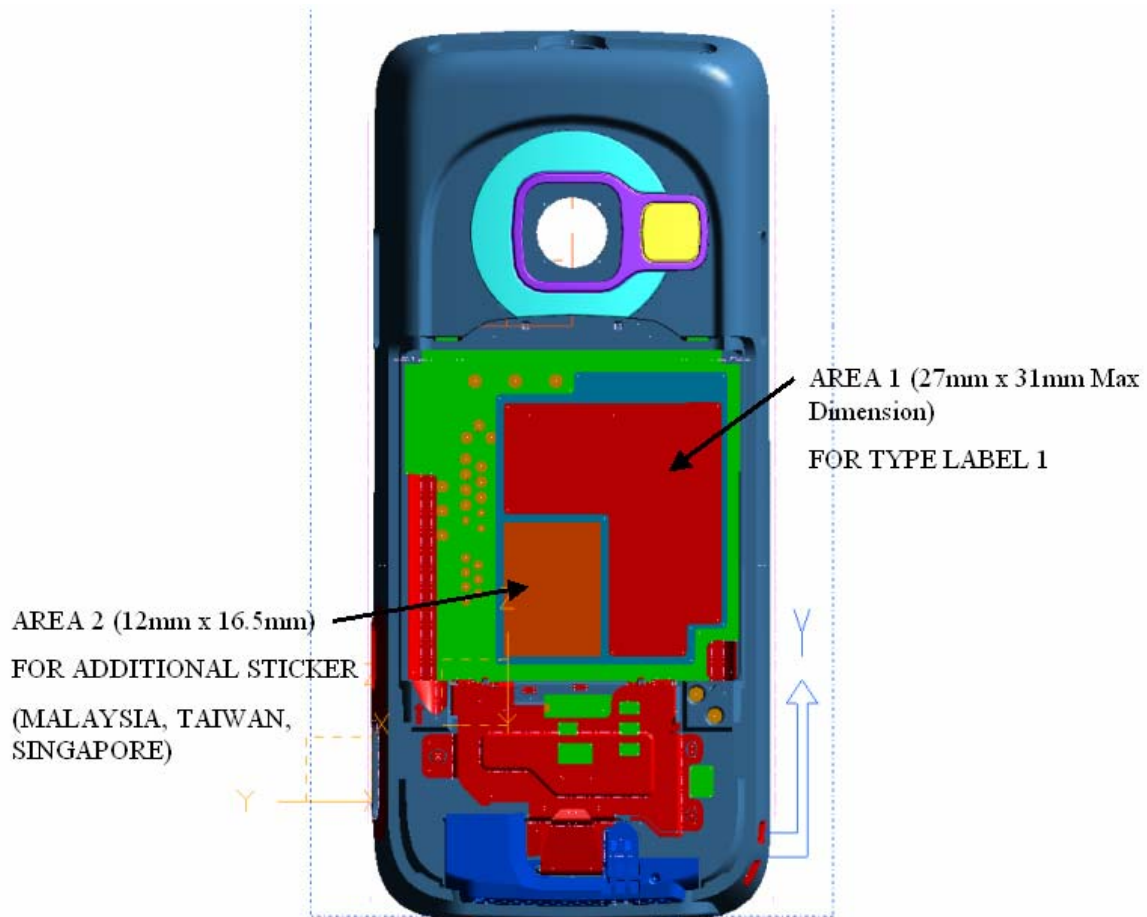 AREA 1 (27mm x 31mm Max
Dimension)
FOR TYPE LABEL 1
AREA 2 (12mm x 16.5mm)
FOR ADDITIONAL STICKER
(MALAYSIA, TAIWAN,
SINGAPORE)
Y
X
Y
Y